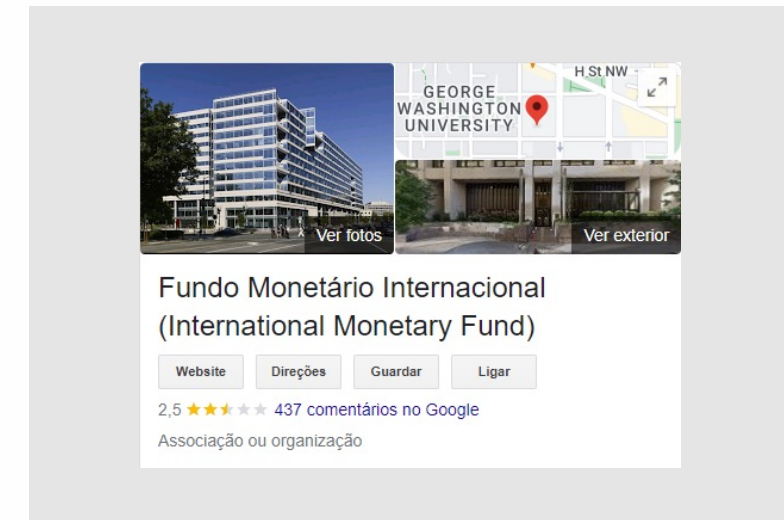 H St NW
GEORGE
WASHINGTON
UNIVERSITY
Ver fotos
Ver exterior
Fundo Monetário Internacional
(International Monetary Fund)
Website Direções Guardar Ligar
2,5 437 comentários no Google
Associação ou organização